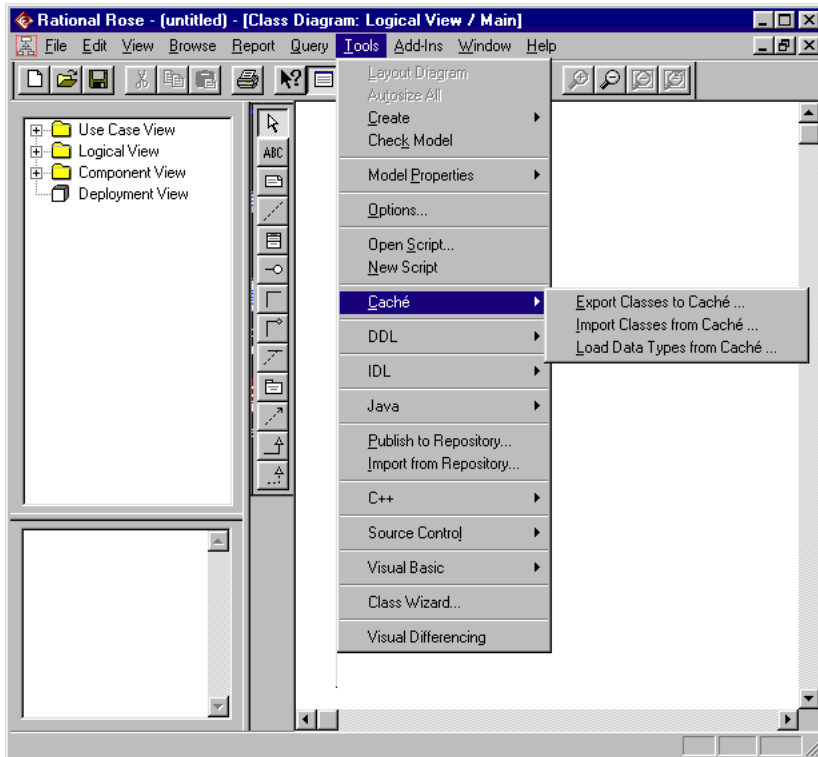 Rational Rose - (untitled) - [Class Diagram: Logical View / Main]
File Edit View Browse Report Query Tools Add-Ins Window Help
Layout Diagram
Autosize All
Create
Check Model
Model Properties
Options...
Open Script...
New Script
Caché
DDL
IDL
Java
Publish to Repository...
Import from Repository...
C++
Source Control
Visual Basic
Class Wizard...
Visual Differencing
Export Classes to Caché ...
Import Classes from Caché ...
Load Data Types from Caché ...
Use Case View
Logical View
Component View
Deployment View
ABC